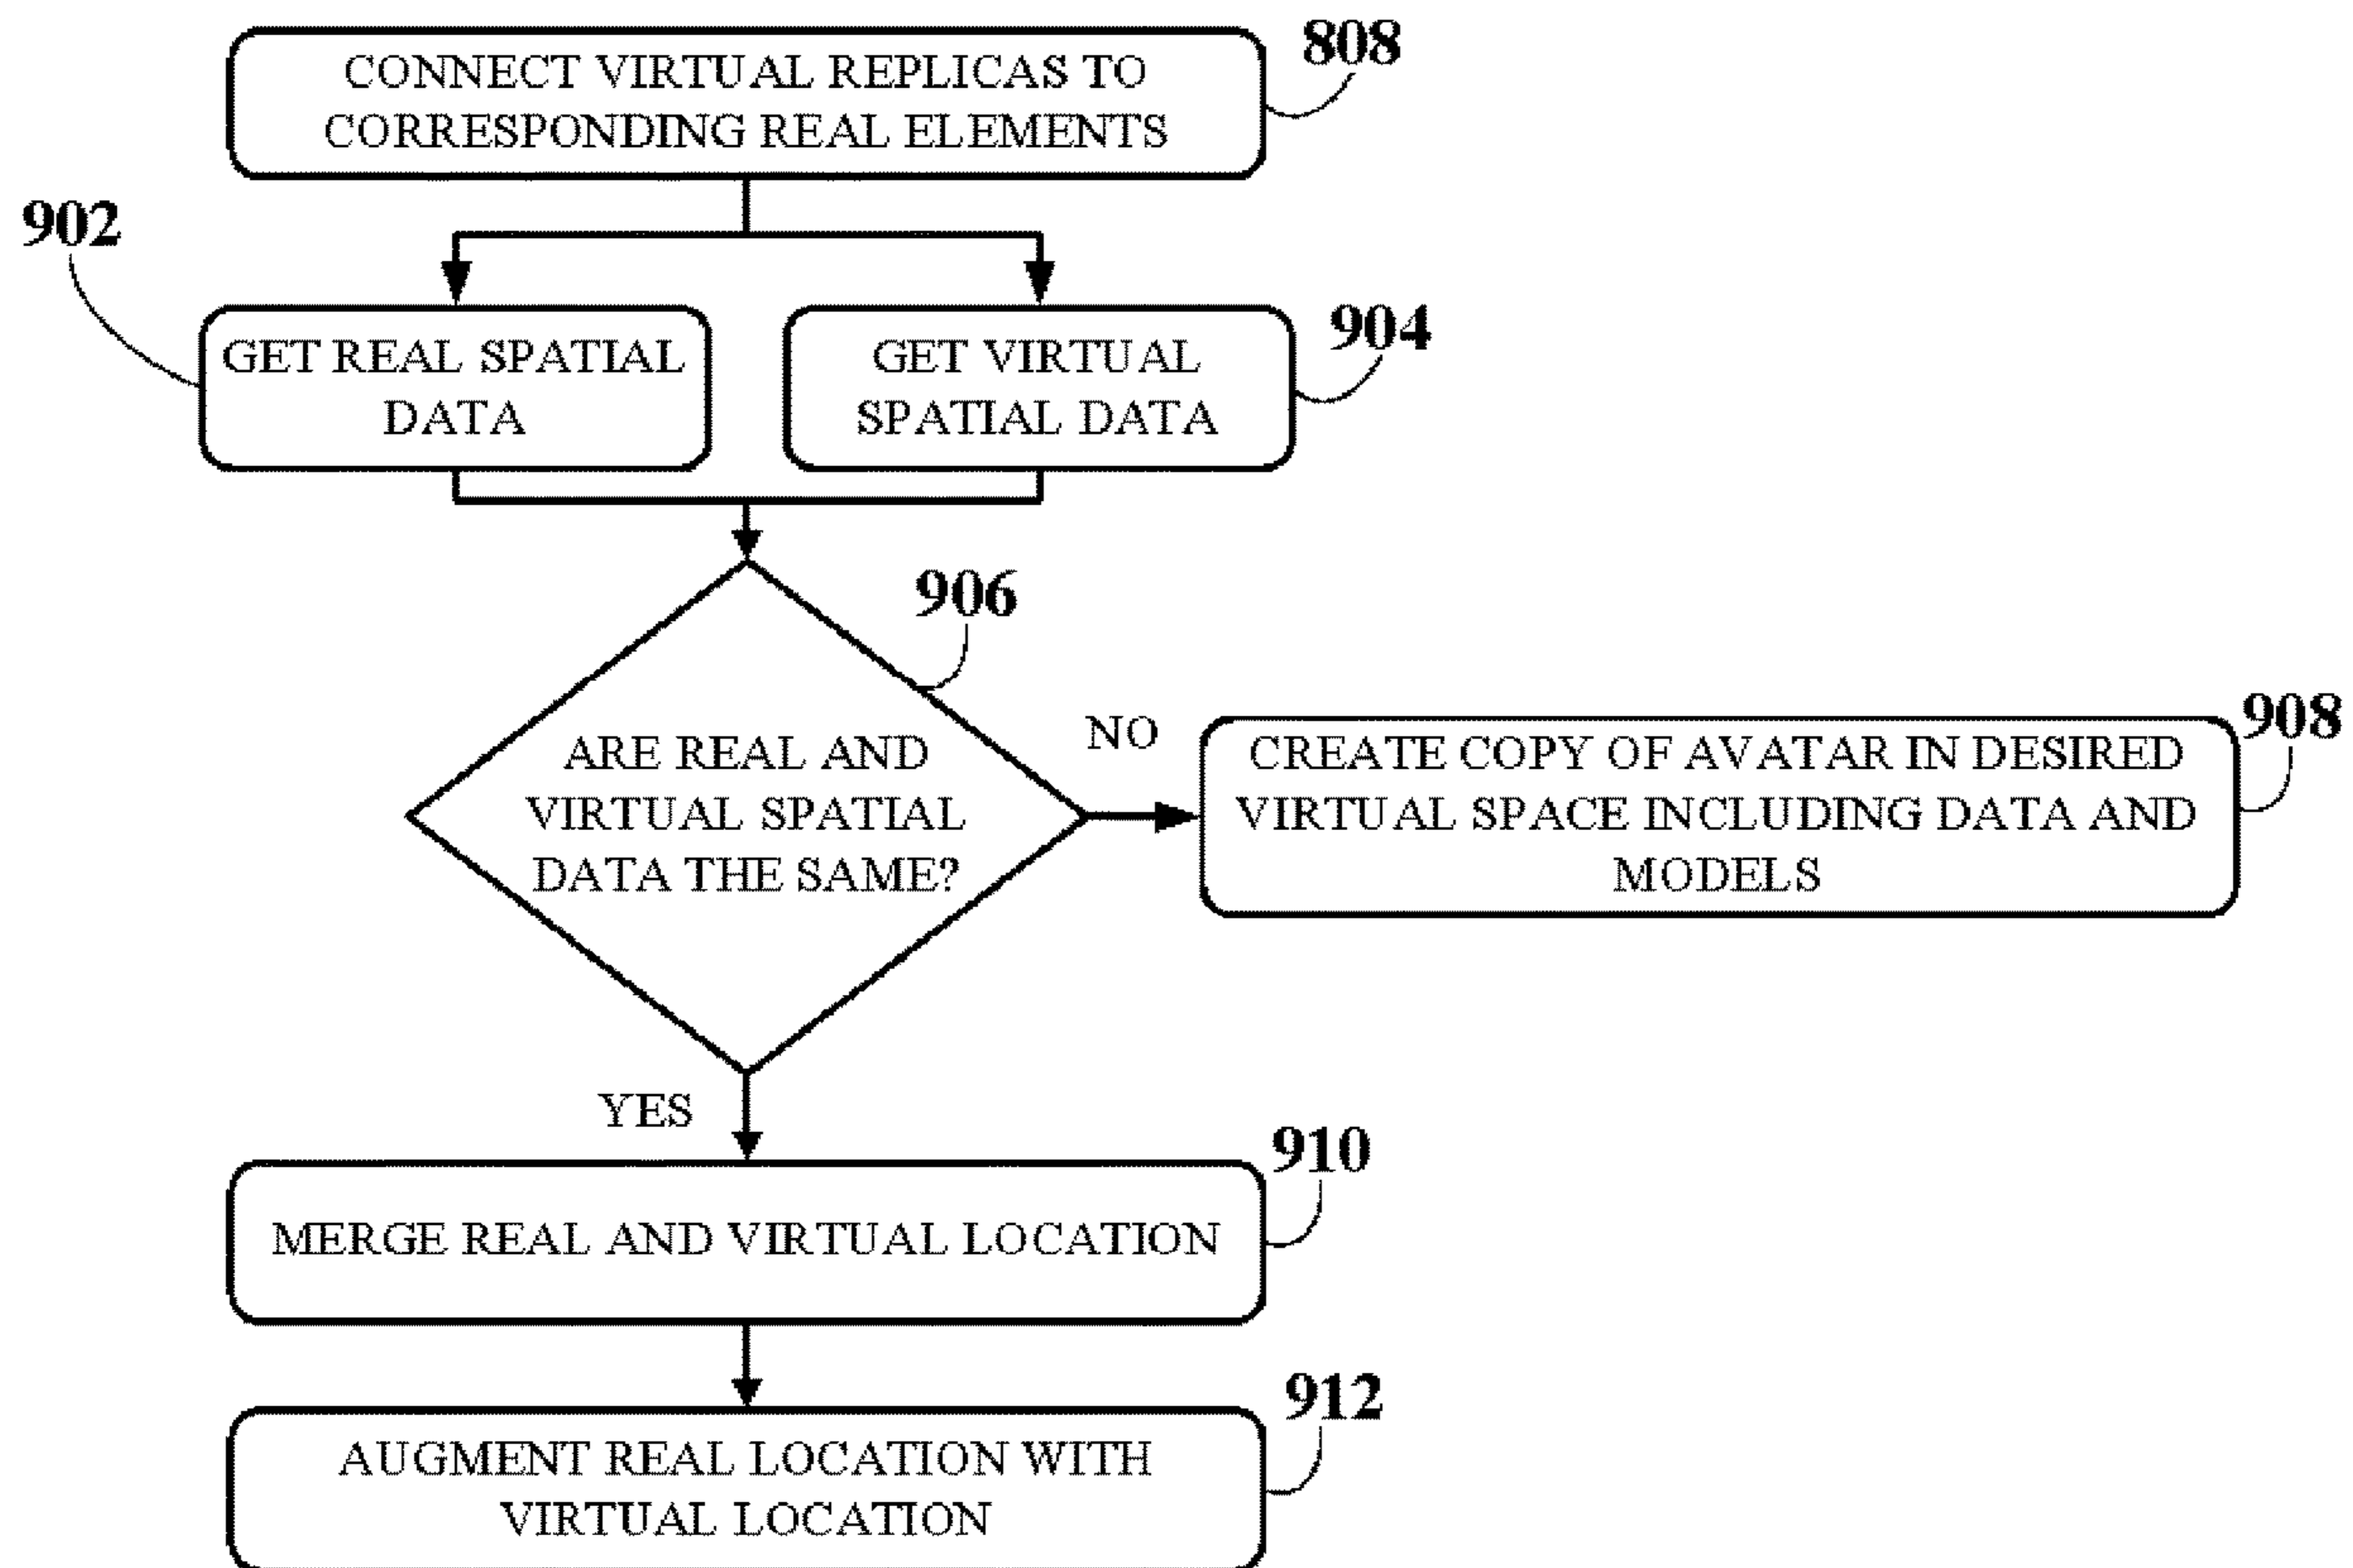 CONNECT VIRTUAL REPLICAS TO
CORRESPONDING REAL ELEMENTS
808
902
GET REAL SPATIAL
DATA
GET VIRTUAL
SPATIAL DATA
904
906
ARE REAL AND
VIRTUAL SPATIAL
DATA THE SAME?
NO
CREATE COPY OF AVATAR IN DESIRED
VIRTUAL SPACE INCLUDING DATA AND
MODELS
908
YES
MERGE REAL AND VIRTUAL LOCATION
910
AUGMENT REAL LOCATION WITH
VIRTUAL LOCATION
912